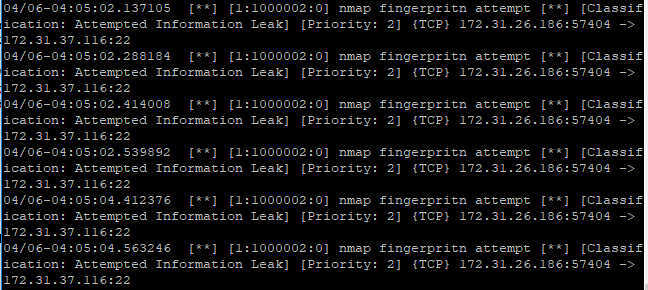 04/06-04:05:02.137105  [**] [1:1000002:0] nmap fingerpritn attempt [**] [Classif
ication: Attempted Information Leak] [Priority: 2] {TCP} 172.31.26.186:57404 ->
172.31.37.116:22
04/06-04:05:02.288184  [**] [1:1000002:0] nmap fingerpritn attempt [**] [Classif
ication: Attempted Information Leak] [Priority: 2] {TCP} 172.31.26.186:57404 ->
172.31.37.116:22
04/06-04:05:02.414008  [**] [1:1000002:0] nmap fingerpritn attempt [**] [Classif
ication: Attempted Information Leak] [Priority: 2] {TCP} 172.31.26.186:57404 ->
172.31.37.116:22
04/06-04:05:02.539892  [**] [1:1000002:0] nmap fingerpritn attempt [**] [Classif
ication: Attempted Information Leak] [Priority: 2] {TCP} 172.31.26.186:57404 ->
172.31.37.116:22
04/06-04:05:04.412376  [**] [1:1000002:0] nmap fingerpritn attempt [**] [Classif
ication: Attempted Information Leak] [Priority: 2] {TCP} 172.31.26.186:57404 ->
172.31.37.116:22
04/06-04:05:04.563246  [**] [1:1000002:0] nmap fingerpritn attempt [**] [Classif
ication: Attempted Information Leak] [Priority: 2] {TCP} 172.31.26.186:57404 ->
172.31.37.116:22